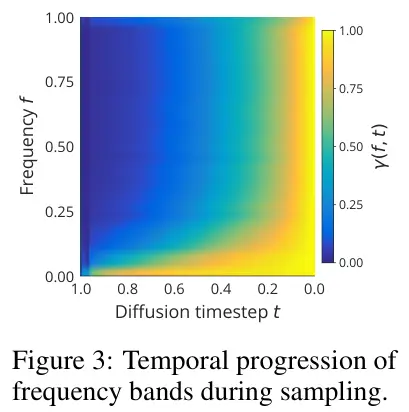 1.00
0.75
0.50
0.25
0.00
Frequency f
1.0 0.8 0.6 0.4 0.2 0.0
Diffusion timestep t
1.00
0.75
0.50
0.25
0.00
γ(f, t)
Figure 3: Temporal progression of
frequency bands during sampling.